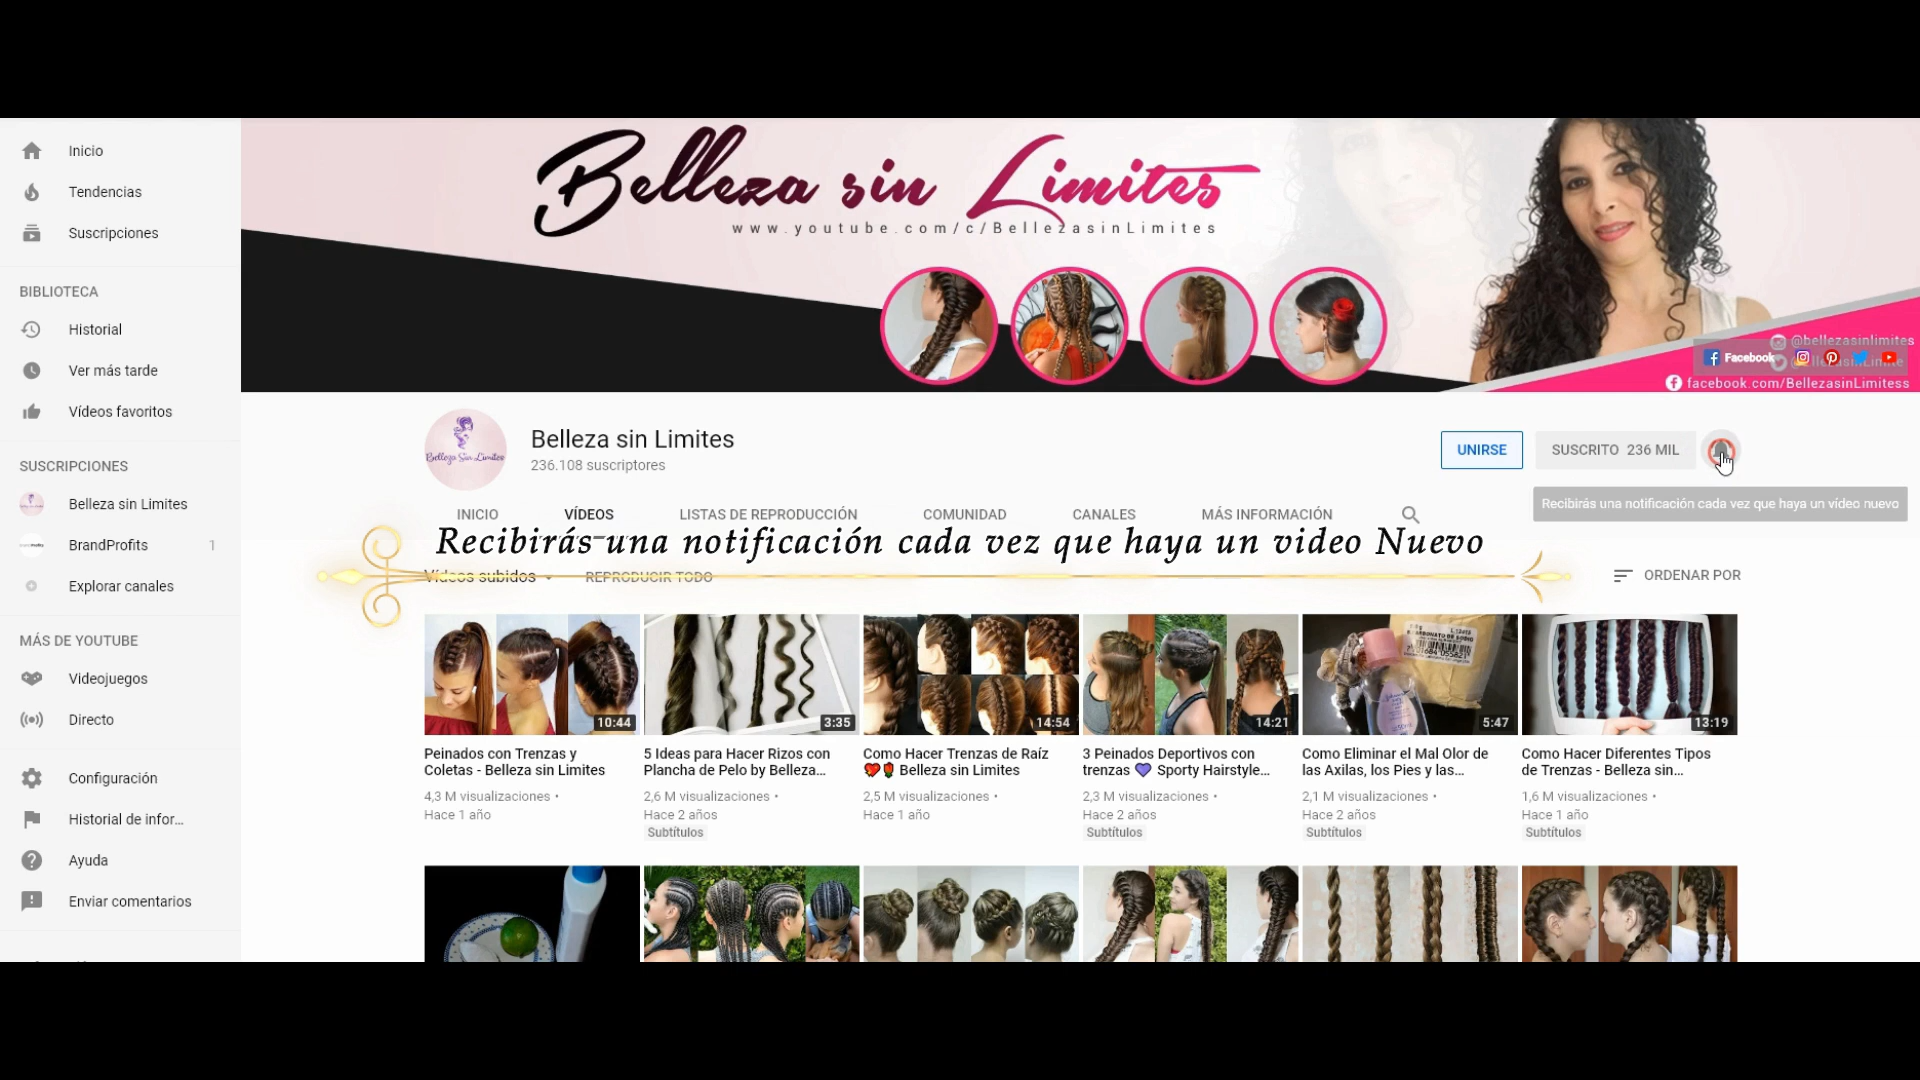 Inicio
Tendencias
Suscripciones
BIBLIOTECA
Historial
Ver más tarde
Vídeos favoritos
SUSCRIPCIONES
Belleza sin Limites
BrandProfits 1
Explorar canales
MÁS DE YOUTUBE
Videojuegos
Directo
Configuración
Historial de infor...
Ayuda
Enviar comentarios
Belleza sin Limites
www.youtube.com/c/BellezasinLimites
@bellezasinlimites
Facebook
facebook.com/BellezasinLimitess
Belleza Sin Limites
Belleza sin Limites
236.108 suscriptores
UNIRSE
SUSCRITO 236 MIL
Recibirás una notificación cada vez que haya un vídeo nuevo
INICIO VÍDEOS LISTAS DE REPRODUCCIÓN COMUNIDAD CANALES MÁS INFORMACIÓN
Recibirás una notificación cada vez que haya un video Nuevo
Vídeos subidos REPRODUCIR TODO ORDENAR POR
10:44
3:35
14:54
14:21
5:47
13:19
Peinados con Trenzas y
Coletas - Belleza sin Limites
4,3 M visualizaciones •
Hace 1 año
5 Ideas para Hacer Rizos con
Plancha de Pelo by Belleza...
2,6 M visualizaciones •
Hace 2 años
Subtítulos
Como Hacer Trenzas de Raíz
❤️🌹 Belleza sin Limites
2,5 M visualizaciones •
Hace 1 año
3 Peinados Deportivos con
trenzas 💜 Sporty Hairstyle...
2,3 M visualizaciones •
Hace 2 años
Subtítulos
Como Eliminar el Mal Olor de
las Axilas, los Pies y las...
2,1 M visualizaciones •
Hace 2 años
Subtítulos
Como Hacer Diferentes Tipos
de Trenzas - Belleza sin...
1,6 M visualizaciones •
Hace 1 año
Subtítulos